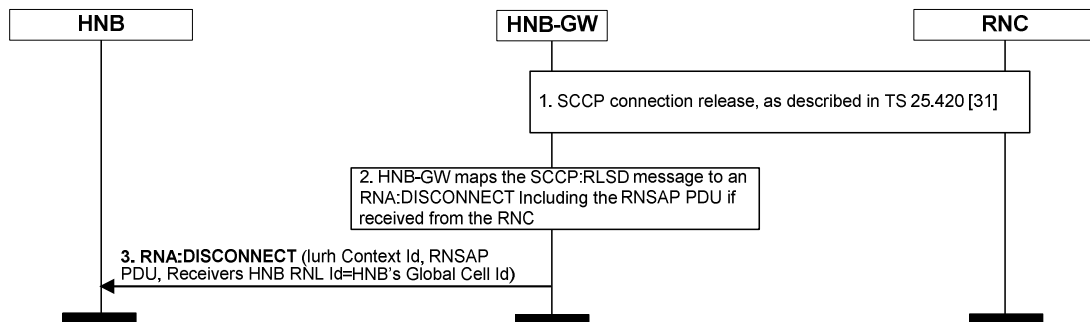 HNB
HNB-GW
RNC
1. SCCP connection release, as described in TS 25.420 [31]
2. HNB-GW maps the SCCP:RLSD message to an
RNA:DISCONNECT Including the RNSAP PDU if
received from the RNC
3. RNA:DISCONNECT (Iurh Context Id, RNSAP
PDU, Receivers HNB RNL Id=HNB's Global Cell Id)